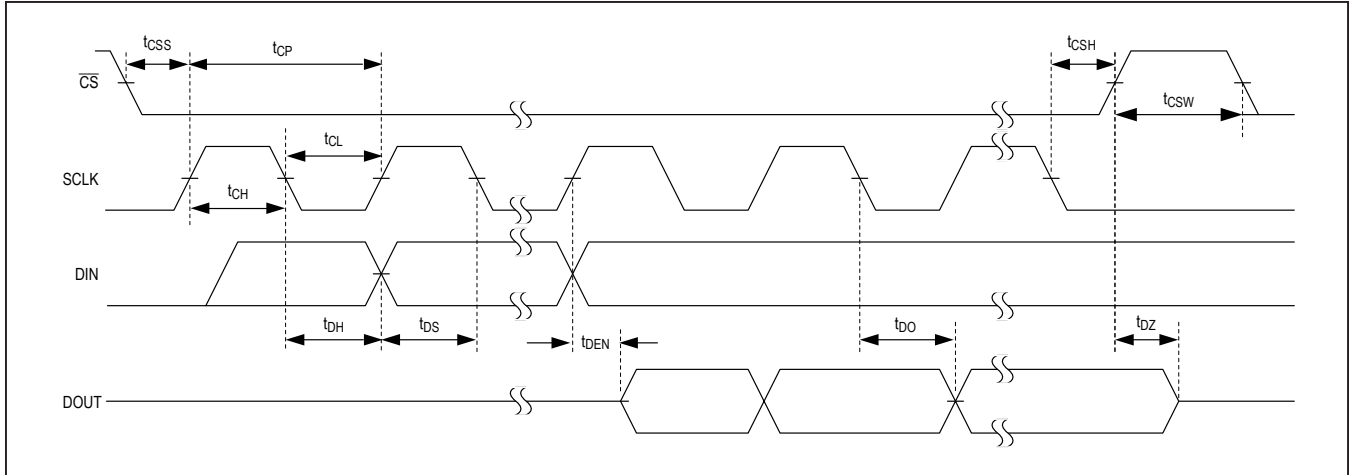 tCSS
tCP
tCSH
CS
tCSW
tCL
SCLK
tCH
DIN
tDH
tDS
tDEN
tDO
tDZ
DOUT